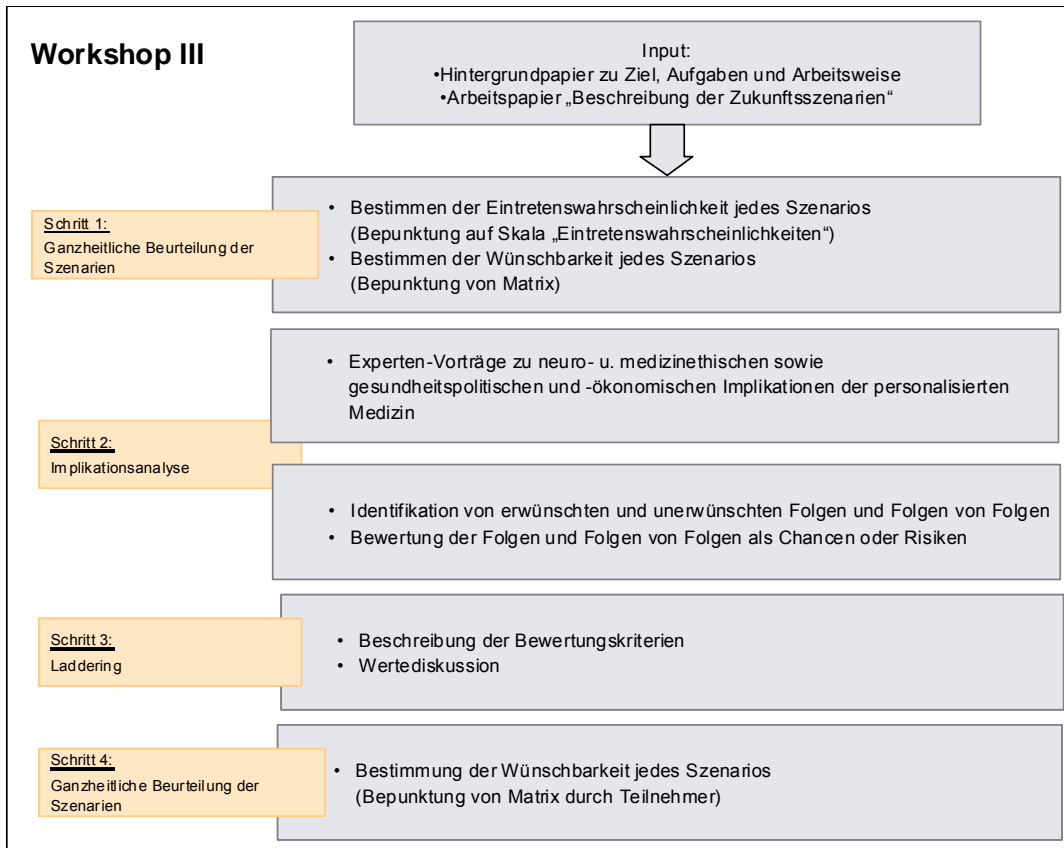 Workshop III
Input:
•Hintergrundpapier zu Ziel, Aufgaben und Arbeitsweise
•Arbeitspapier „Beschreibung der Zukunftsszenarien“
Schritt 1:
Ganzheitliche Beurteilung der
Szenarien
• Bestimmen der Eintretenswahrscheinlichkeit jedes Szenarios
(Bepunktung auf Skala „Eintretenswahrscheinlichkeiten“)
• Bestimmen der Wünschbarkeit jedes Szenarios
(Bepunktung von Matrix)
Schritt 2:
Implikationsanalyse
• Experten-Vorträge zu neuro- u. medizinethischen sowie
gesundheitspolitischen und -ökonomischen Implikationen der personalisierten
Medizin
• Identifikation von erwünschten und unerwünschten Folgen und Folgen von Folgen
• Bewertung der Folgen und Folgen von Folgen als Chancen oder Risiken
Schritt 3:
Laddering
• Beschreibung der Bewertungskriterien
• Wertediskussion
Schritt 4:
Ganzheitliche Beurteilung der
Szenarien
• Bestimmung der Wünschbarkeit jedes Szenarios
(Bepunktung von Matrix durch Teilnehmer)